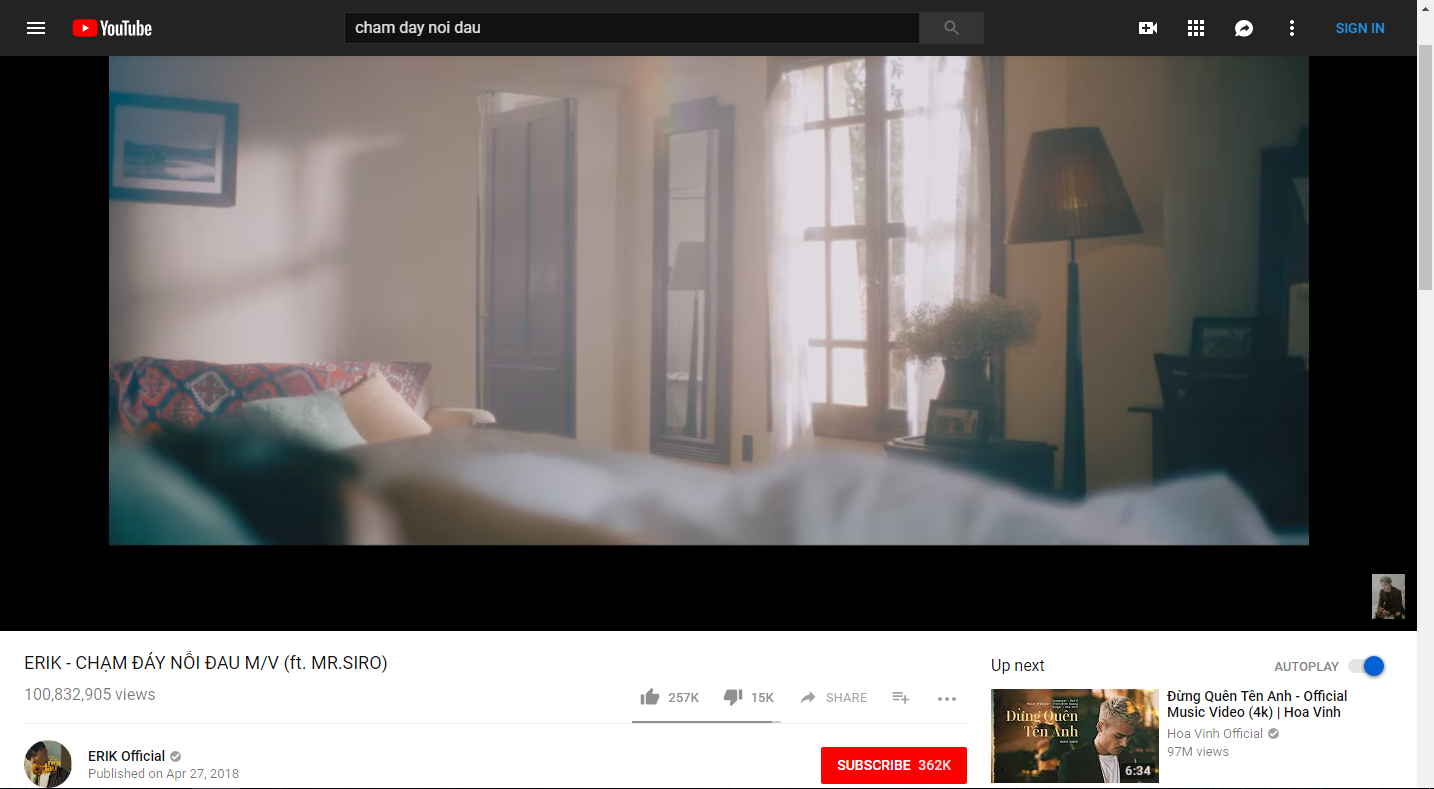 YouTube
cham day noi dau
SIGN IN
ERIK - CHẠM ĐÁY NỖI ĐAU M/V (ft. MR.SIRO)
100,832,905 views
257K
15K
SHARE
ERIK Official
Published on Apr 27, 2018
SUBSCRIBE 362K
Up next
AUTOPLAY
Đừng Quên
Tên Anh
6:34
Đừng Quên Tên Anh - Official
Music Video (4k) | Hoa Vinh
Hoa Vinh Official
97M views